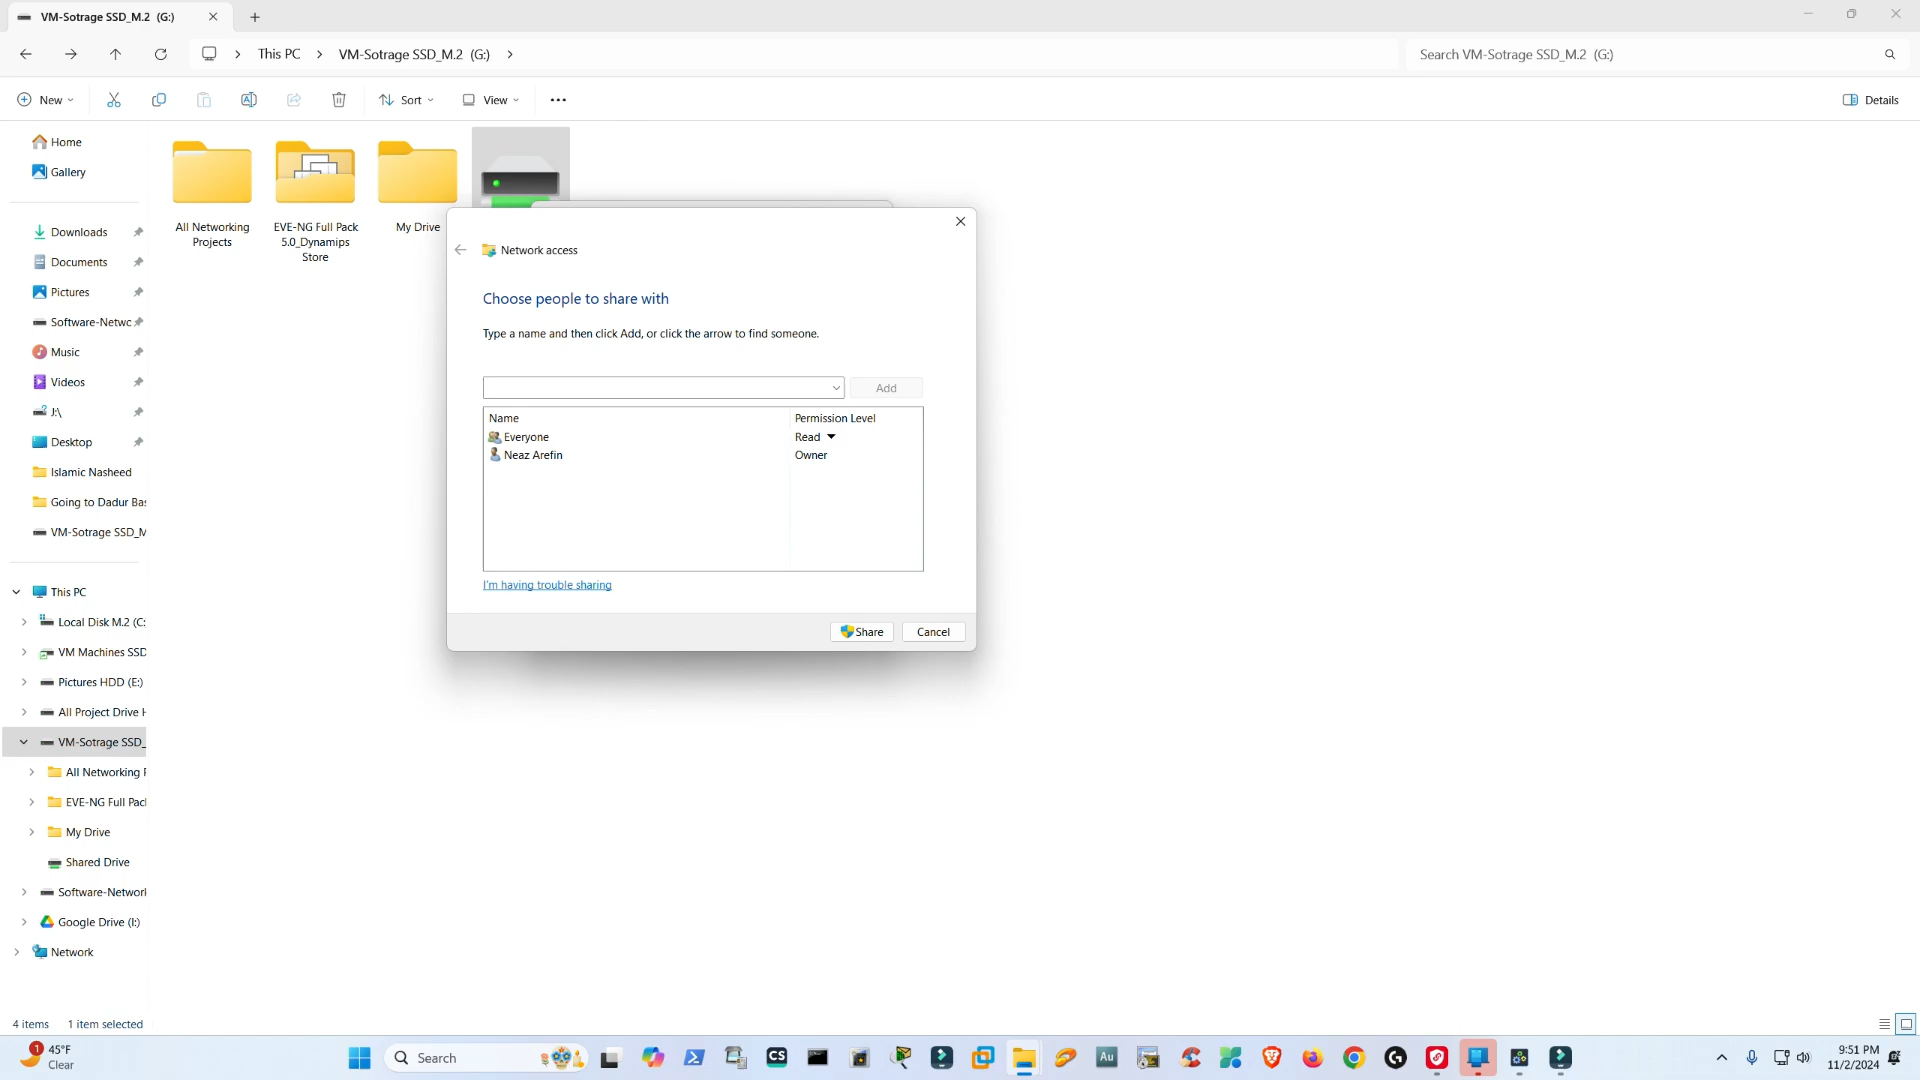 VM-Sotrage SSD_M.2 (G:)
This PC
VM-Sotrage SSD_M.2 (G:)
Search VM-Sotrage SSD_M.2 (G:)
New
Sort
View
Details
Home
Gallery
Downloads
Documents
Pictures
Software-Netwc
Music
Videos
J:\
Desktop
Islamic Nasheed
Going to Dadur Bas
VM-Sotrage SSD_M
This PC
Local Disk M.2 (C:
VM Machines SSD
Pictures HDD (E:)
All Project Drive H
VM-Sotrage SSD_
All Networking P
EVE-NG Full Pacl
My Drive
Shared Drive
Software-Network
Google Drive (I:)
Network
All Networking
Projects
EVE-NG Full Pack
5.0_Dynamips
Store
My Drive
Network access
Choose people to share with
Type a name and then click Add, or click the arrow to find someone.
Add
Name
Permission Level
Everyone
Read
Neaz Arefin
Owner
I'm having trouble sharing
Share
Cancel
4 items
1 item selected
1
45°F
Clear
Search
CS
Au
9:51 PM
11/2/2024